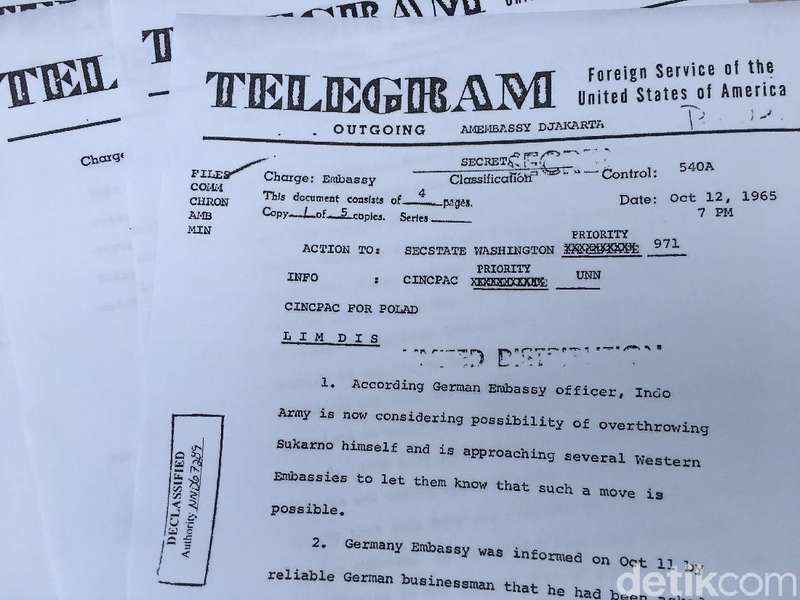 TELEGRAM
Foreign Service of the
United States of America
OUTGOING AMEMBASSY DJAKARTA
SECRET
Charge: Embassy Classification Control: 540A
This document consists of 4 pages. Date: Oct 12, 1965
Copy 1 of 5 copies. Series 7 PM
FILES
COMM
CHRON
AMB
MIN
PRIORITY
ACTION TO: SECSTATE WASHINGTON 971
PRIORITY
INFO : CINCPAC UNN
CINCPAC FOR POLAD
LIMDIS
LIMITED DISTRIBUTION
1. According German Embassy officer, Indo
Army is now considering possibility of overthrowing
Sukarno himself and is approaching several Western
Embassies to let them know that such a move is
possible.
2. Germany Embassy was informed on Oct 11 by
reliable German businessman that he had been asked
DECLASSIFIED
Authority NND67289
TELEGRAM
Charge
detikcom